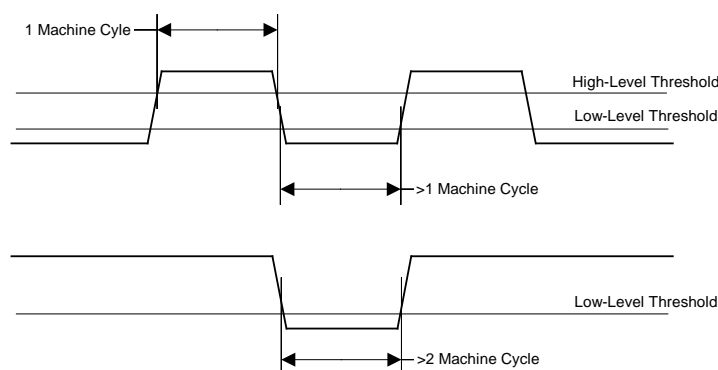 1 Machine Cyle
High-Level Threshold
Low-Level Threshold
>1 Machine Cycle
Low-Level Threshold
>2 Machine Cycle